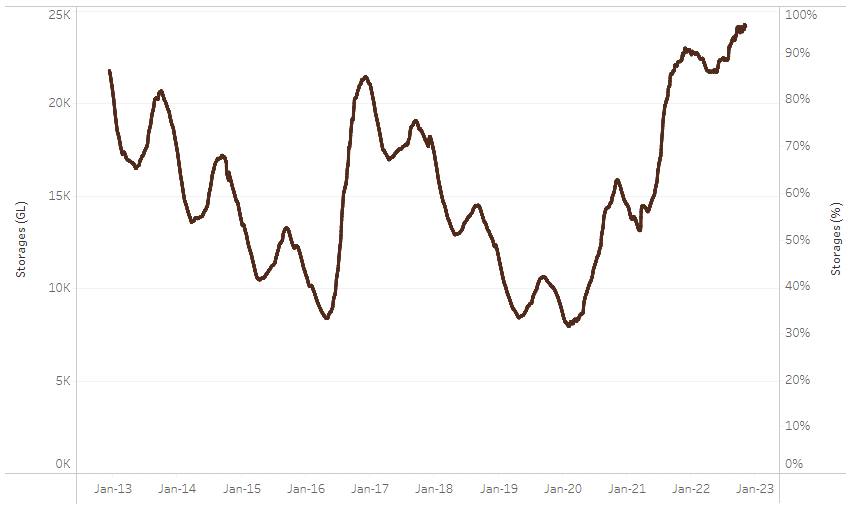 25K
20K
15K
10K
5K
0K
Storages (GL)
100%
90%
80%
70%
60%
50%
40%
30%
20%
10%
0%
Storages (%)
Jan-13 Jan-14 Jan-15 Jan-16 Jan-17 Jan-18 Jan-19 Jan-20 Jan-21 Jan-22 Jan-23